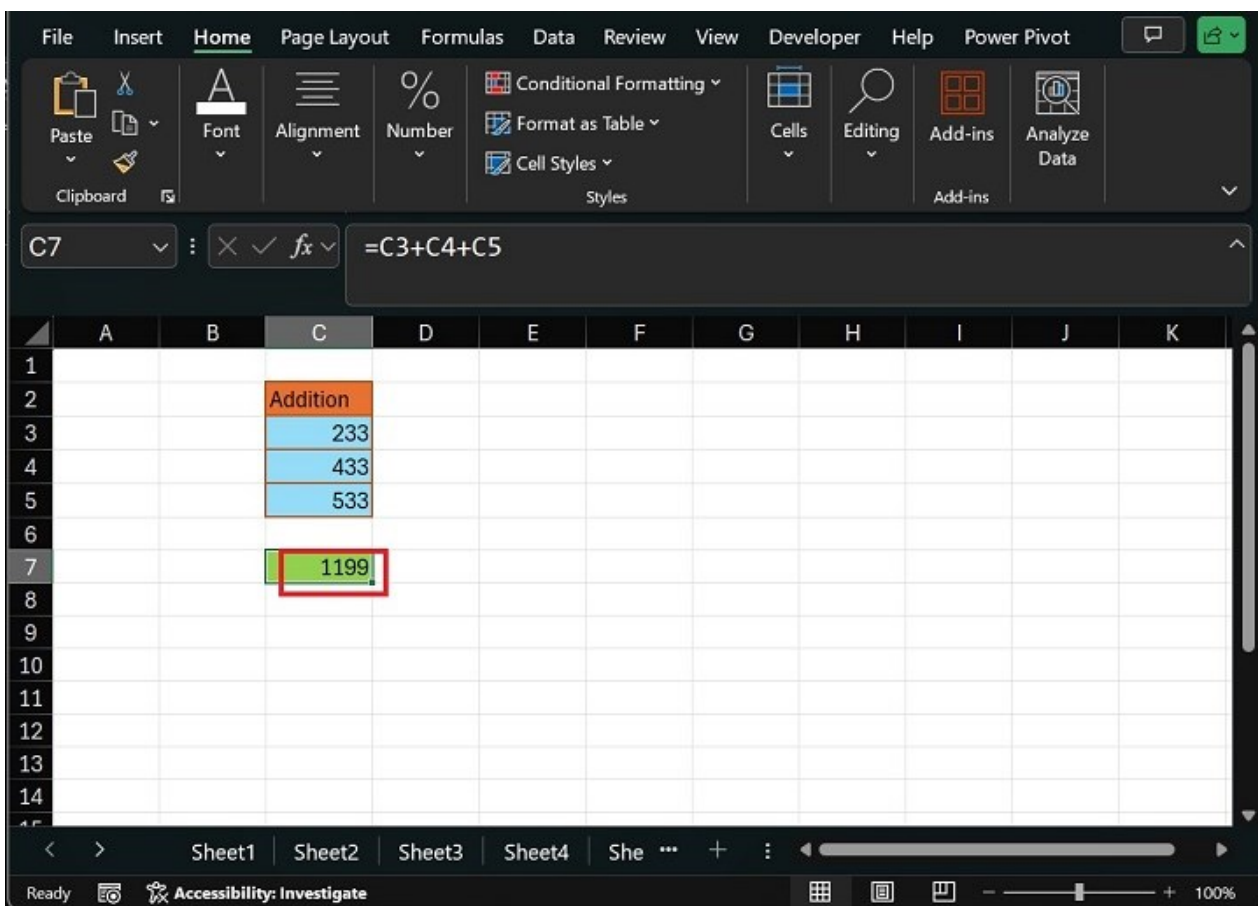 File Insert Home Page Layout Formulas Data Review View Developer Help Power Pivot
Paste
Font
Alignment
%
Number
Conditional Formatting
Format as Table
Cell Styles
Cells
Editing
Add-ins
Analyze
Data
Clipboard
Styles
Add-ins
C7
fx
=C3+C4+C5
A B C D E F G H I J K
1
2 Addition
3 233
4 433
5 533
6
7 1199
8
9
10
11
12
13
14
Sheet1 Sheet2 Sheet3 Sheet4 She ...
Ready Accessibility: Investigate 100%